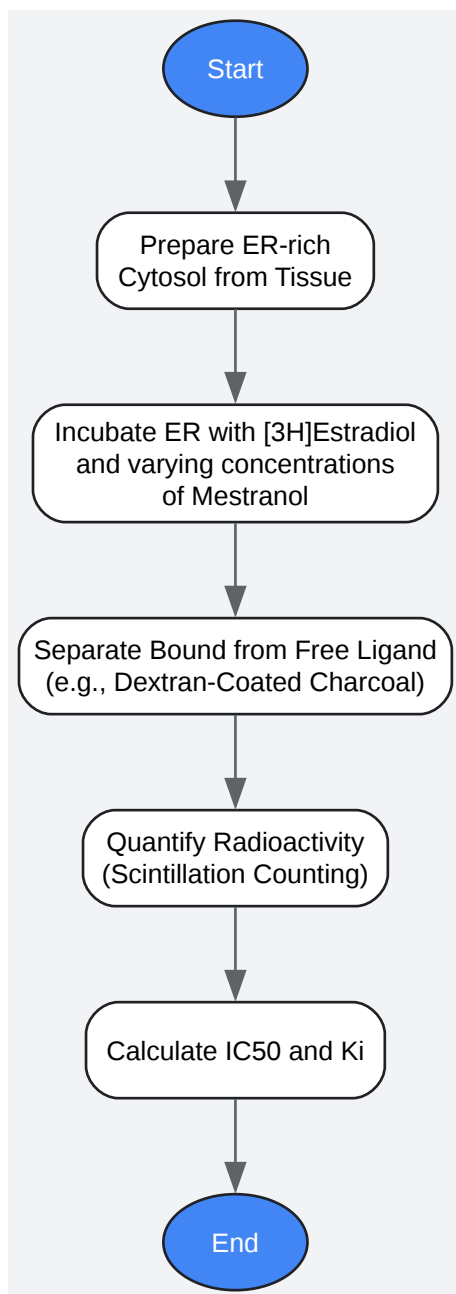 Start
Prepare ER-rich
Cytosol from Tissue
Incubate ER with [3H]Estradiol
and varying concentrations
of Mestranol
Separate Bound from Free Ligand
(e.g., Dextran-Coated Charcoal)
Quantify Radioactivity
(Scintillation Counting)
Calculate IC50 and Ki
End